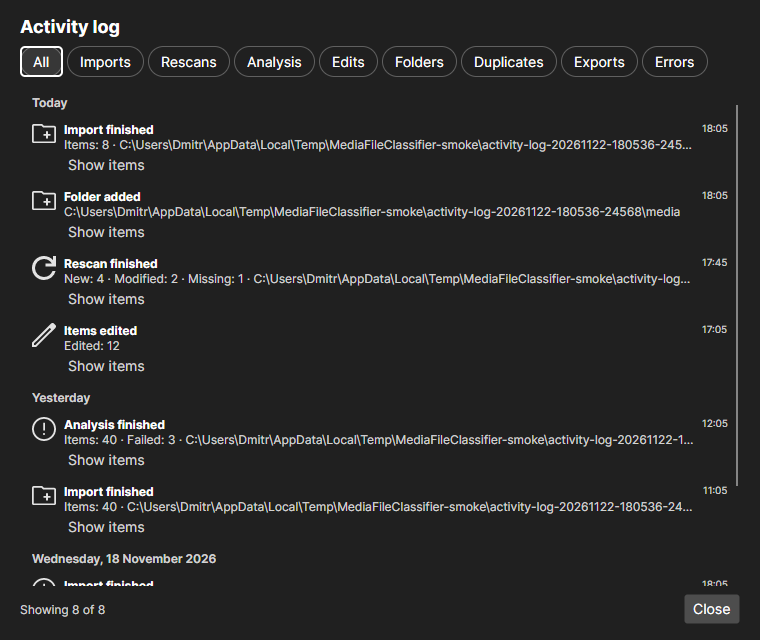 Activity log
All Imports Rescans Analysis Edits Folders Duplicates Exports Errors
Today
Import finished 18:05
Items: 8 · C:\Users\Dmitr\AppData\Local\Temp\MediaFileClassifier-smoke\activity-log-20261122-180536-245...
Show items
Folder added 18:05
C:\Users\Dmitr\AppData\Local\Temp\MediaFileClassifier-smoke\activity-log-20261122-180536-24568\media
Show items
Rescan finished 17:45
New: 4 · Modified: 2 · Missing: 1 · C:\Users\Dmitr\AppData\Local\Temp\MediaFileClassifier-smoke\activity-log...
Show items
Items edited 17:05
Edited: 12
Show items
Yesterday
Analysis finished 12:05
Items: 40 · Failed: 3 · C:\Users\Dmitr\AppData\Local\Temp\MediaFileClassifier-smoke\activity-log-20261122-1...
Show items
Import finished 11:05
Items: 40 · C:\Users\Dmitr\AppData\Local\Temp\MediaFileClassifier-smoke\activity-log-20261122-180536-24...
Show items
Wednesday, 18 November 2026
Import finished 18:05
Showing 8 of 8
Close